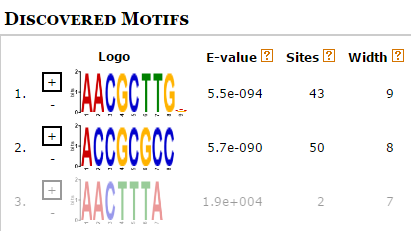 DISCOVERED MOTIFS
Logo E-value ? Sites ? Width ?
1. + - AACGCTTG 5.5e-094 43 9
2. + - ACCGCGCC 5.7e-090 50 8
3. + - AACTTTA 1.9e+004 2 7